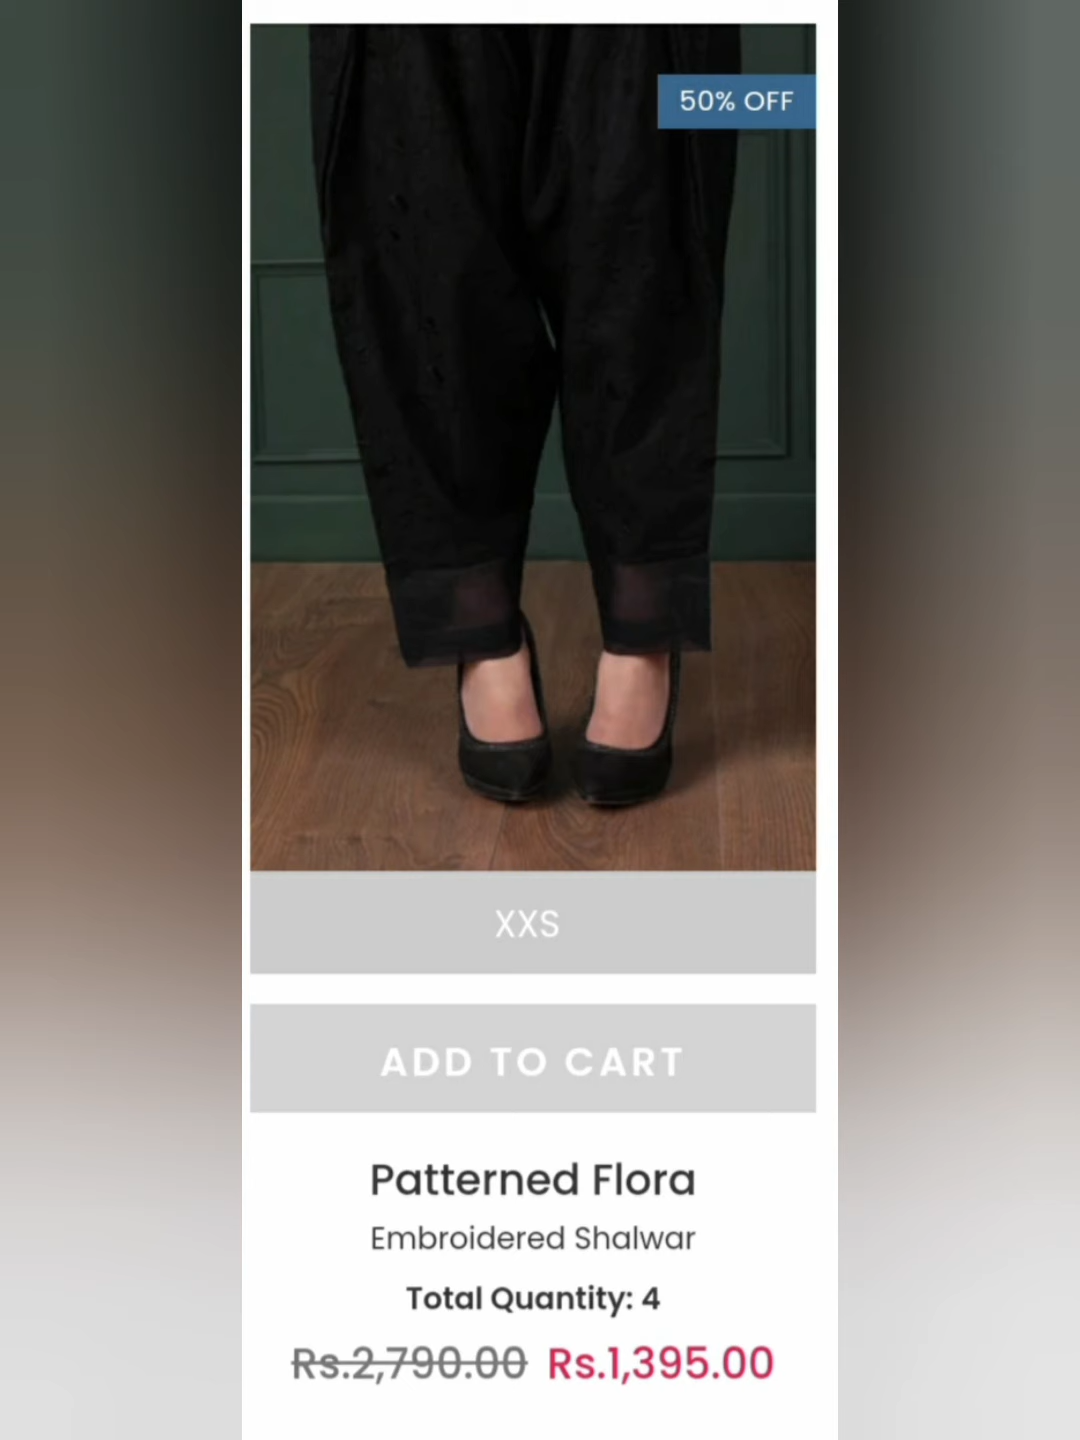 50% OFF
XXS
ADD TO CART
Patterned Flora
Embroidered Shalwar
Total Quantity: 4
Rs.2,790.00 Rs.1,395.00